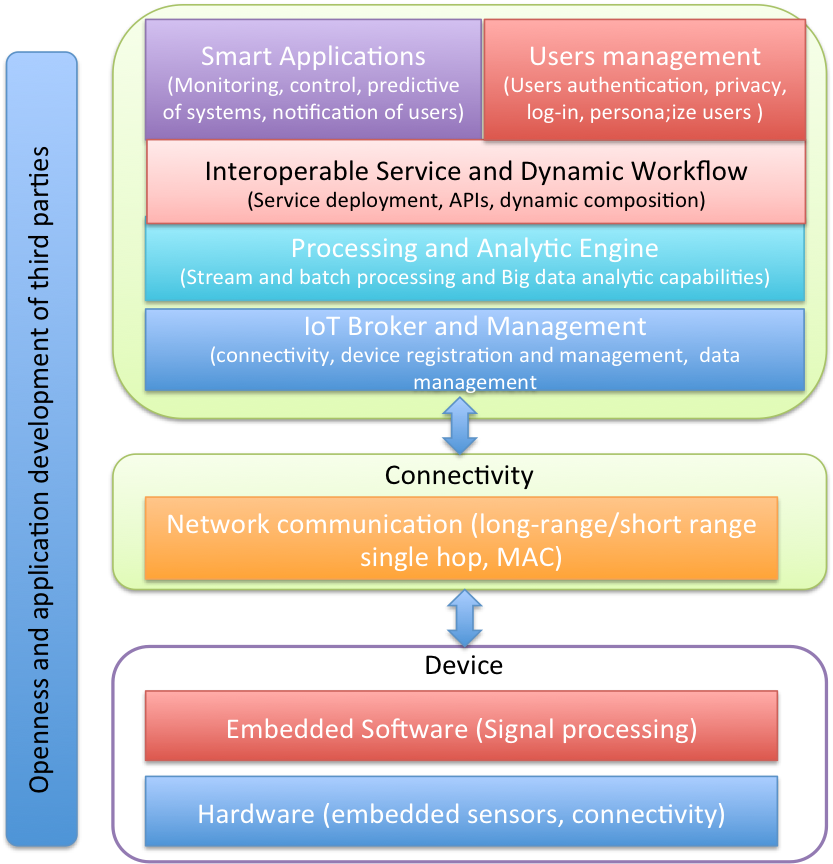 Openness and application development of third parties
Smart Applications
(Monitoring, control, predictive
of systems, notification of users)
Users management
(Users authentication, privacy,
log-in, persona;ize users )
Interoperable Service and Dynamic Workflow
(Service deployment, APIs, dynamic composition)
Processing and Analytic Engine
(Stream and batch processing and Big data analytic capabilities)
IoT Broker and Management
(connectivity, device registration and management,  data
management
Connectivity
Network communication (long-range/short range
single hop, MAC)
Device
Embedded Software (Signal processing)
Hardware (embedded sensors, connectivity)